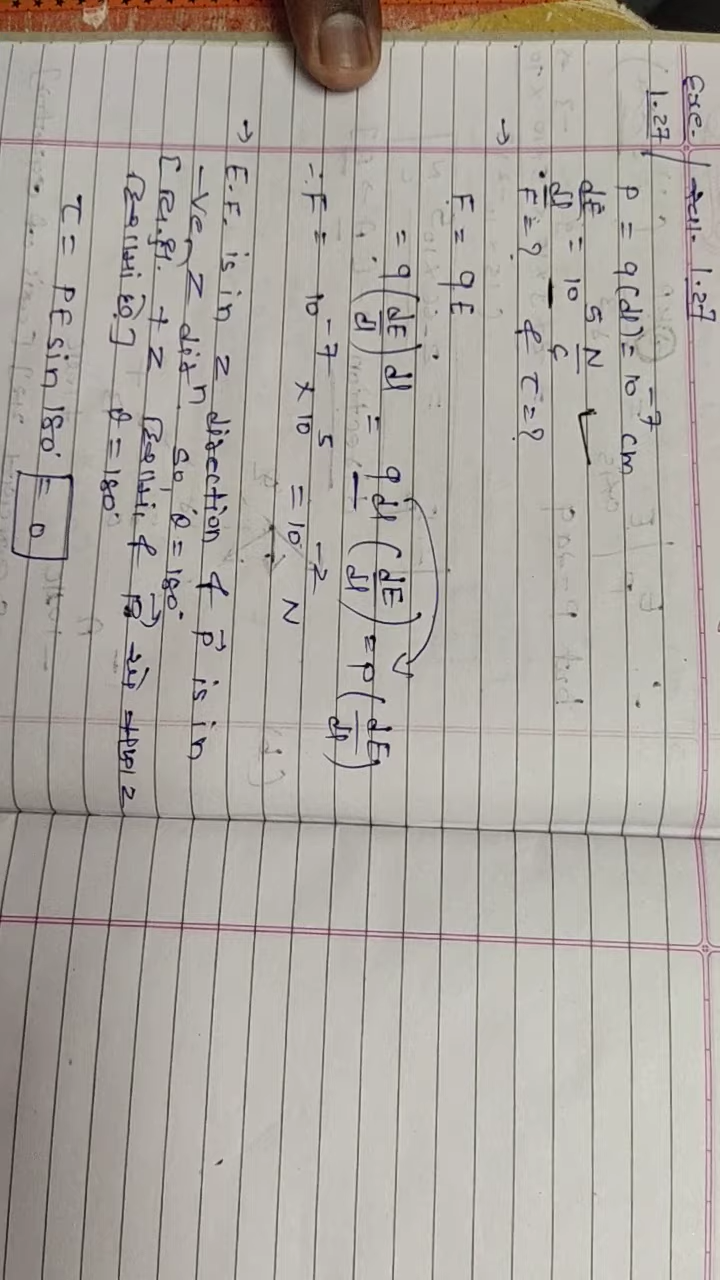 Exe. 1.27
1.27
p = q(dl) = 10⁻⁷ cm
dE/dl = 10⁵ N/C
F = ? & τ = ?
→ F = qE
= q(dE/dl)dl = q dl (dE/dl) = p(dE/dl)
∴ F = 10⁻⁷ × 10⁵ = 10⁻² N
→ E.F. is in z direction & p⃗ is in
-ve z disⁿ. so θ = 180°
θ = 180°
τ = PE sin 180° = 0